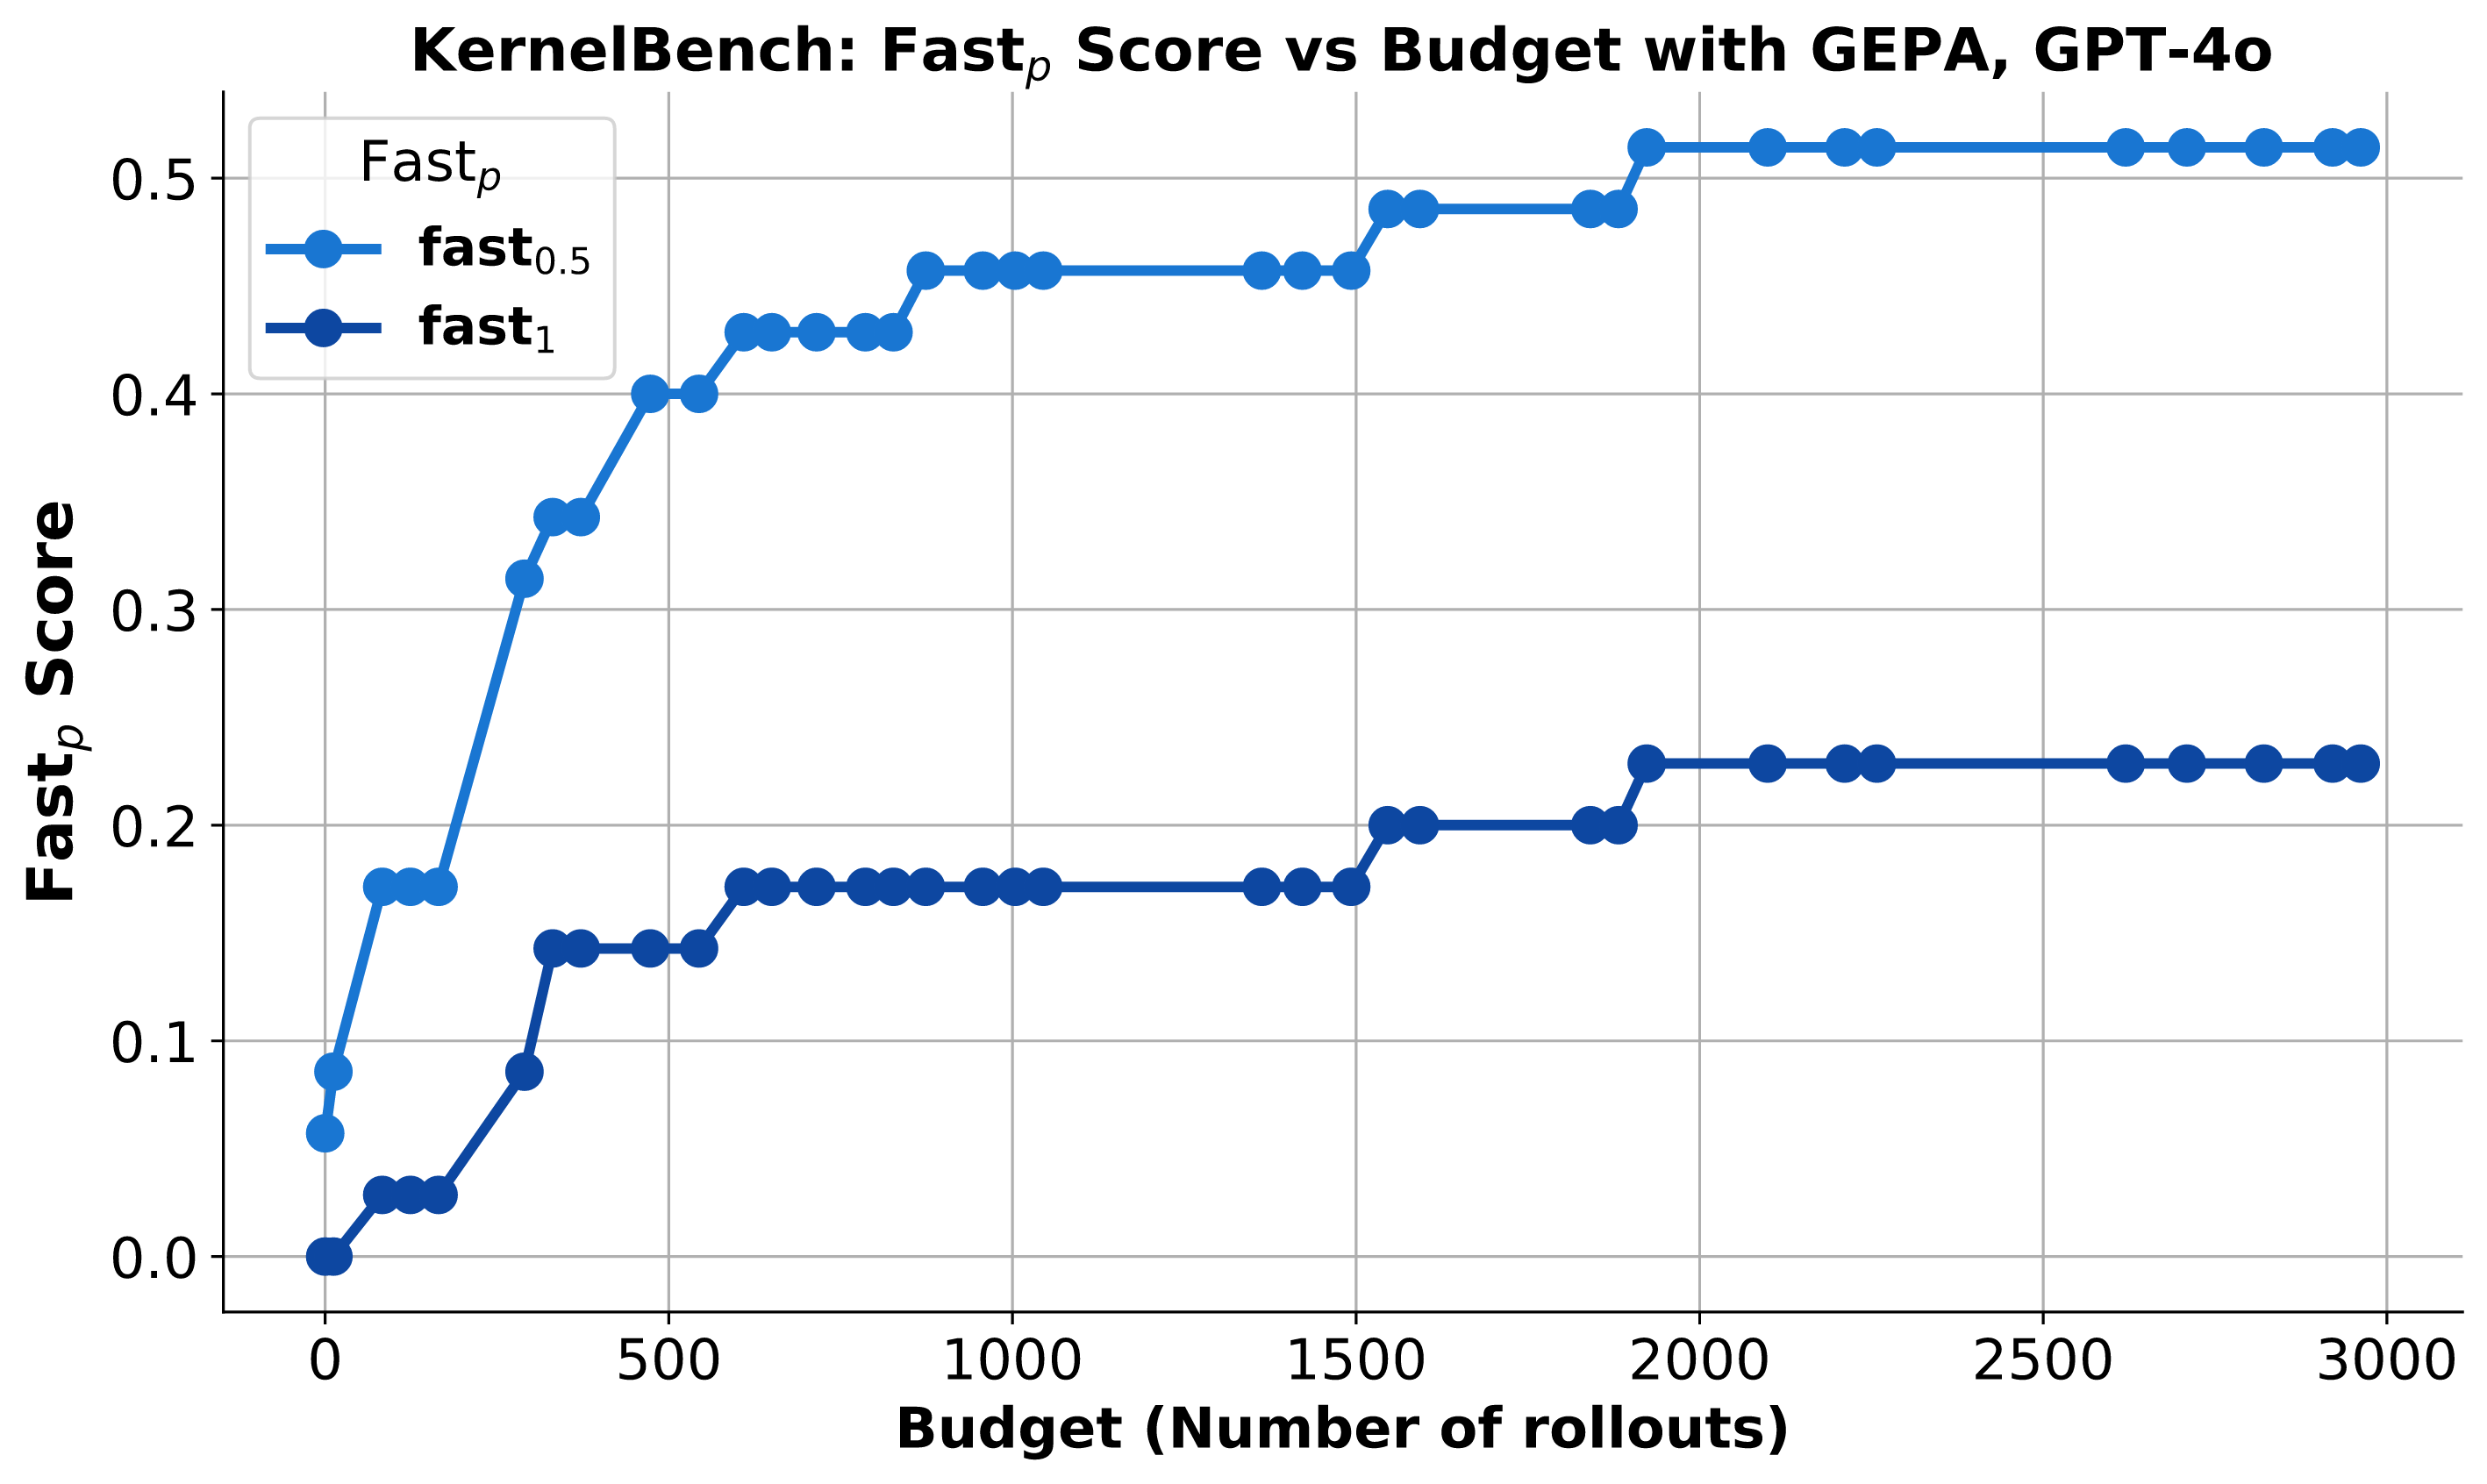 KernelBench: Fastₚ Score vs Budget with GEPA, GPT-4o
Fastₚ
fast₀.₅
fast₁
Fastₚ Score
0.5
0.4
0.3
0.2
0.1
0.0
0 500 1000 1500 2000 2500 3000
Budget (Number of rollouts)